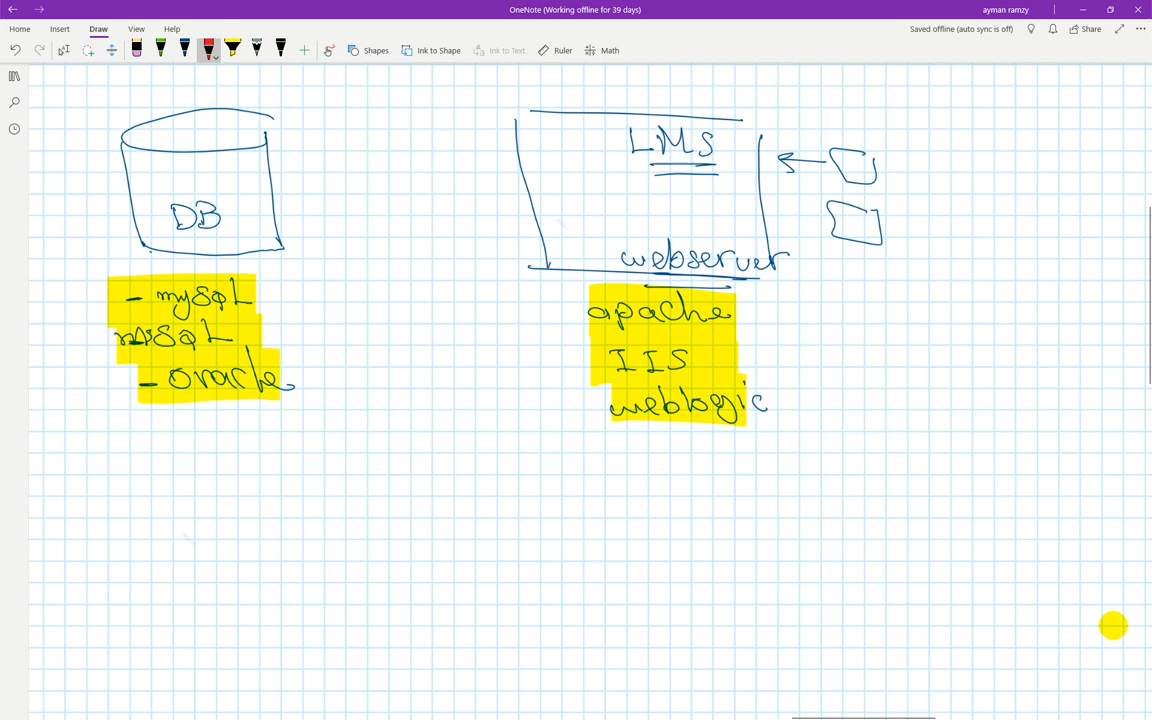 OneNote (Working offline for 39 days)
ayman ramzy
Home Insert Draw View Help
Saved offline (auto sync is off)
Share
Shapes
Ink to Shape
Ink to Text
Ruler
Math
LMS
DB
webserver
- mySQL
MSSQL
- Oracle
apache
IIS
weblogic